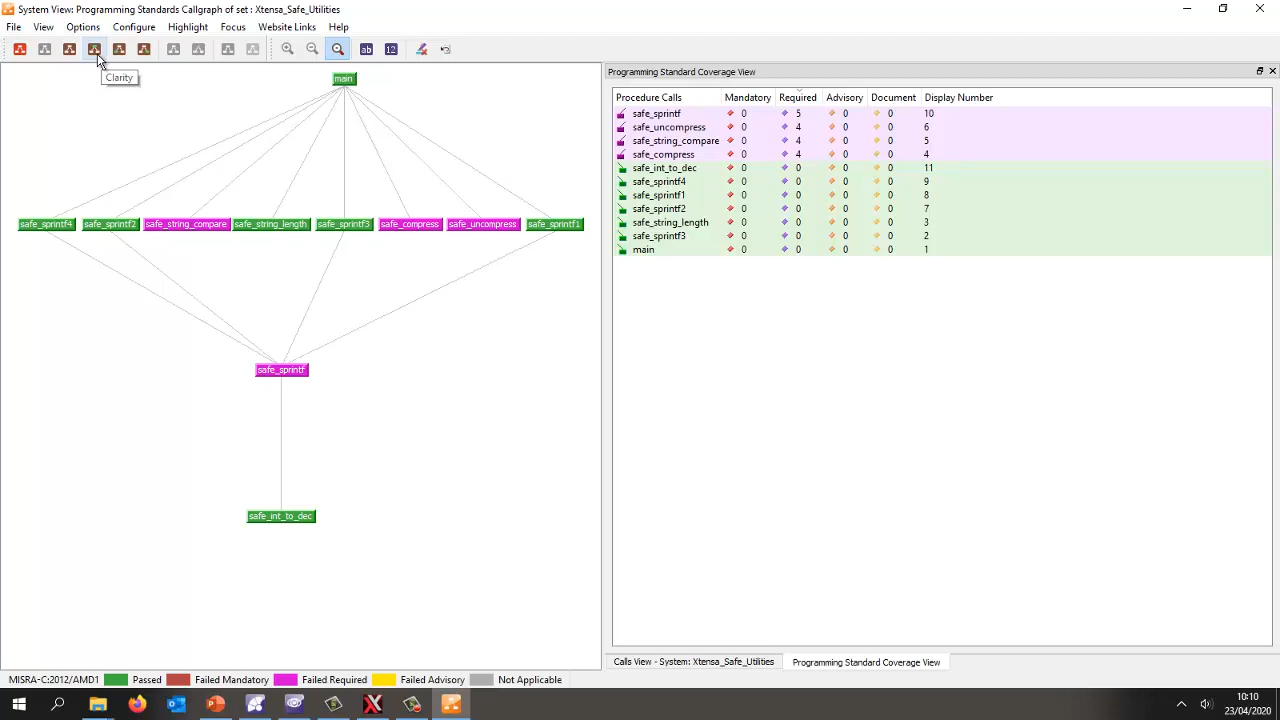 System View: Programming Standards Callgraph of set : Xtensa_Safe_Utilities
File View Options Configure Highlight Focus Website Links Help
ab 12
Clarity
main
safe_sprintf4 safe_sprintf2 safe_string_compare safe_string_length safe_sprintf3 safe_compress safe_uncompress safe_sprintf1
safe_sprintf
safe_int_to_dec
Programming Standard Coverage View
Procedure Calls Mandatory Required Advisory Document Display Number
safe_sprintf 0 5 0 0 10
safe_uncompress 0 4 0 0 6
safe_string_compare 0 4 0 0 5
safe_compress 0 4 0 0 4
safe_int_to_dec 0 0 0 0 11
safe_sprintf4 0 0 0 0 9
safe_sprintf1 0 0 0 0 8
safe_sprintf2 0 0 0 0 7
safe_string_length 0 0 0 0 3
safe_sprintf3 0 0 0 0 2
main 0 0 0 0 1
Calls View - System: Xtensa_Safe_Utilities Programming Standard Coverage View
MISRA-C:2012/AMD1 Passed Failed Mandatory Failed Required Failed Advisory Not Applicable
10:10
23/04/2020